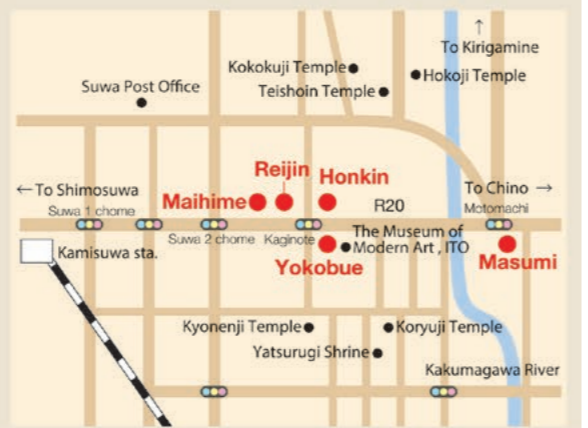 ↑
To Kirigamine
Kokokuji Temple
Hokoji Temple
Suwa Post Office
Teishoin Temple
Reijin
Honkin
←To Shimosuwa
Maihime
R20
To Chino →
Suwa 1 chome
Motomachi
Suwa 2 chome
Kaginote
The Museum of
Modern Art , ITO
Kamisuwa sta.
Yokobue
Masumi
Kyonenji Temple
Koryuji Temple
Yatsurugi Shrine
Kakumagawa River